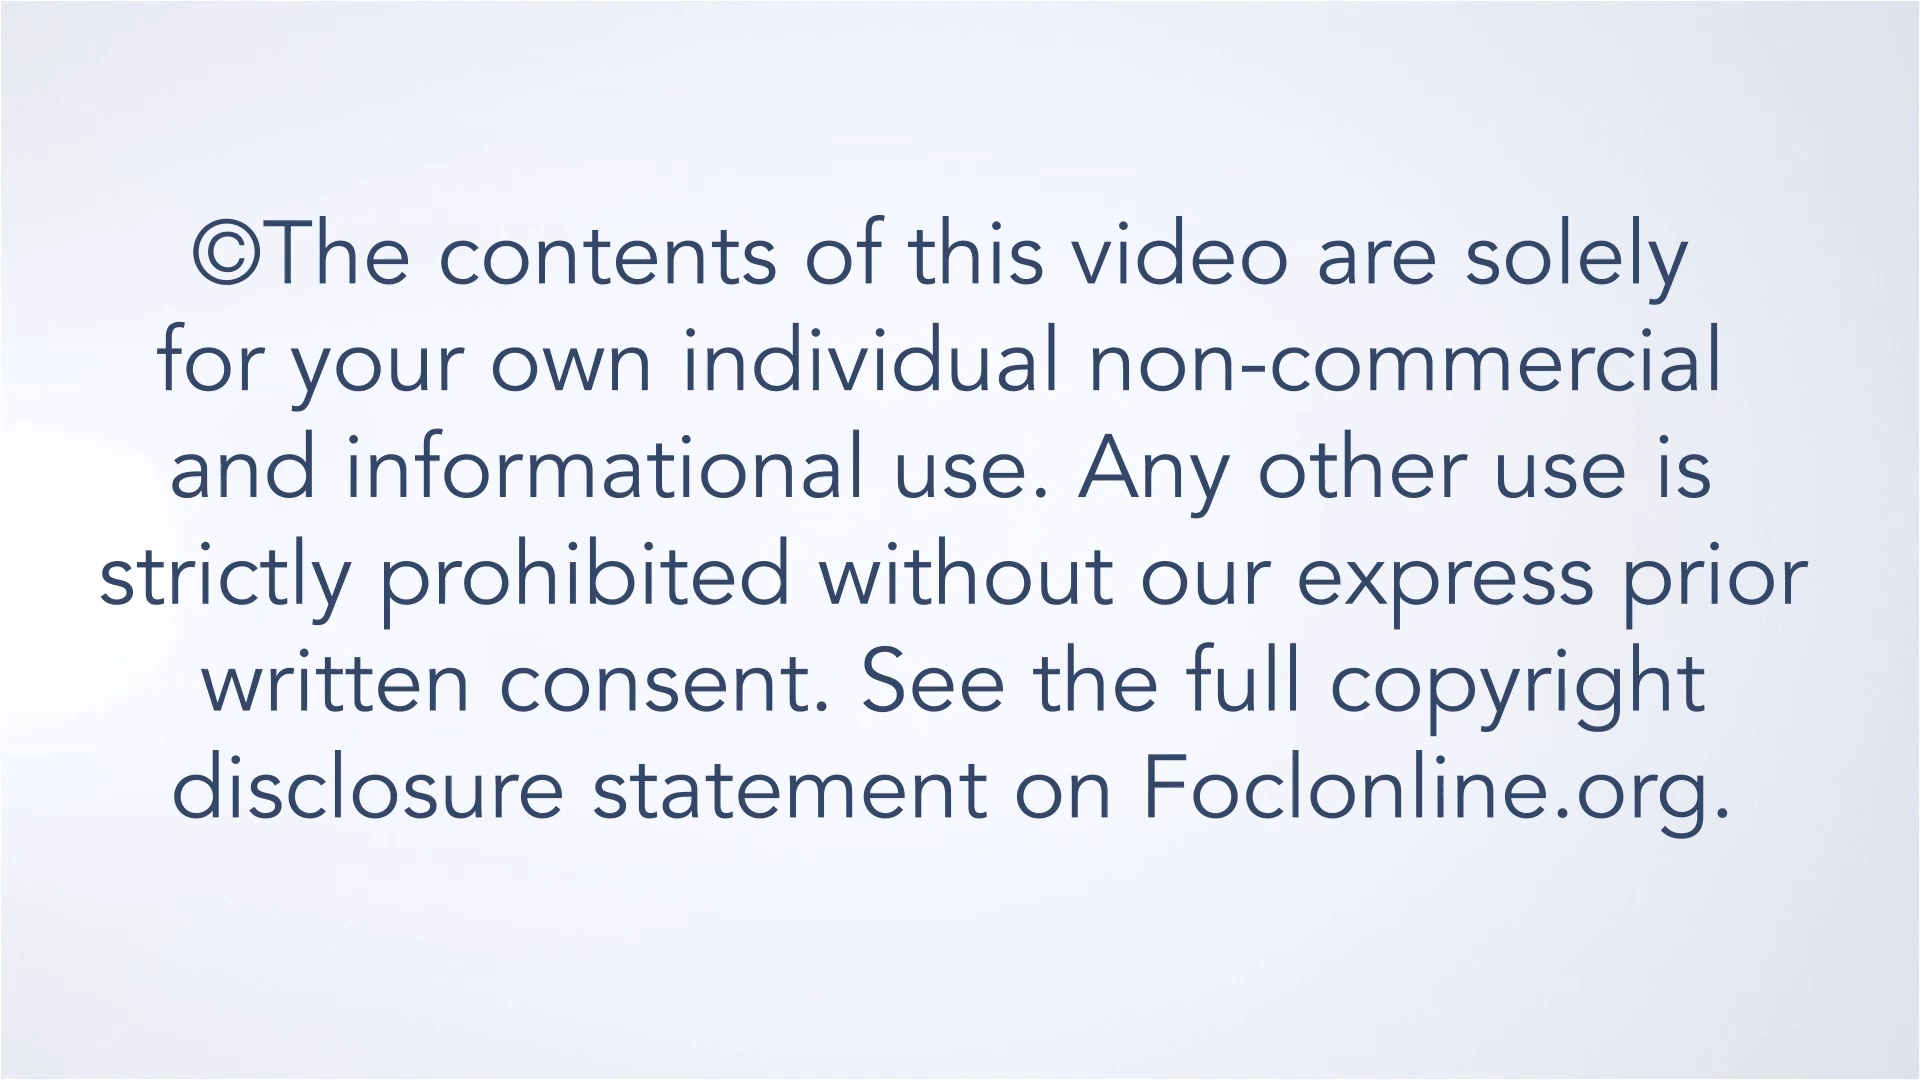 ©The contents of this video are solely
for your own individual non-commercial
and informational use. Any other use is
strictly prohibited without our express prior
written consent. See the full copyright
disclosure statement on Foclonline.org.